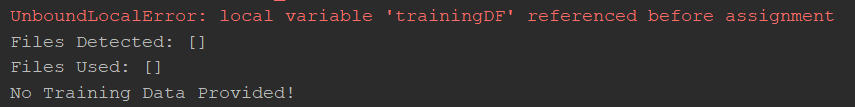 UnboundLocalError: local variable 'trainingDF' referenced before assignment
Files Detected: []
Files Used: []
No Training Data Provided!